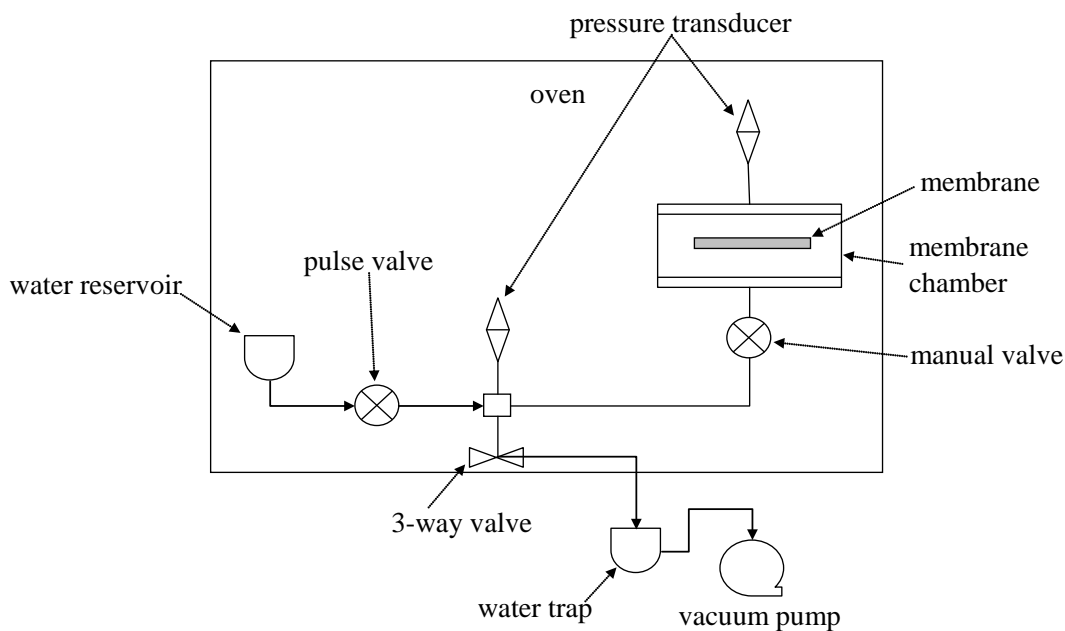 pressure transducer
oven
membrane
membrane
chamber
pulse valve
water reservoir
manual valve
3-way valve
water trap
vacuum pump